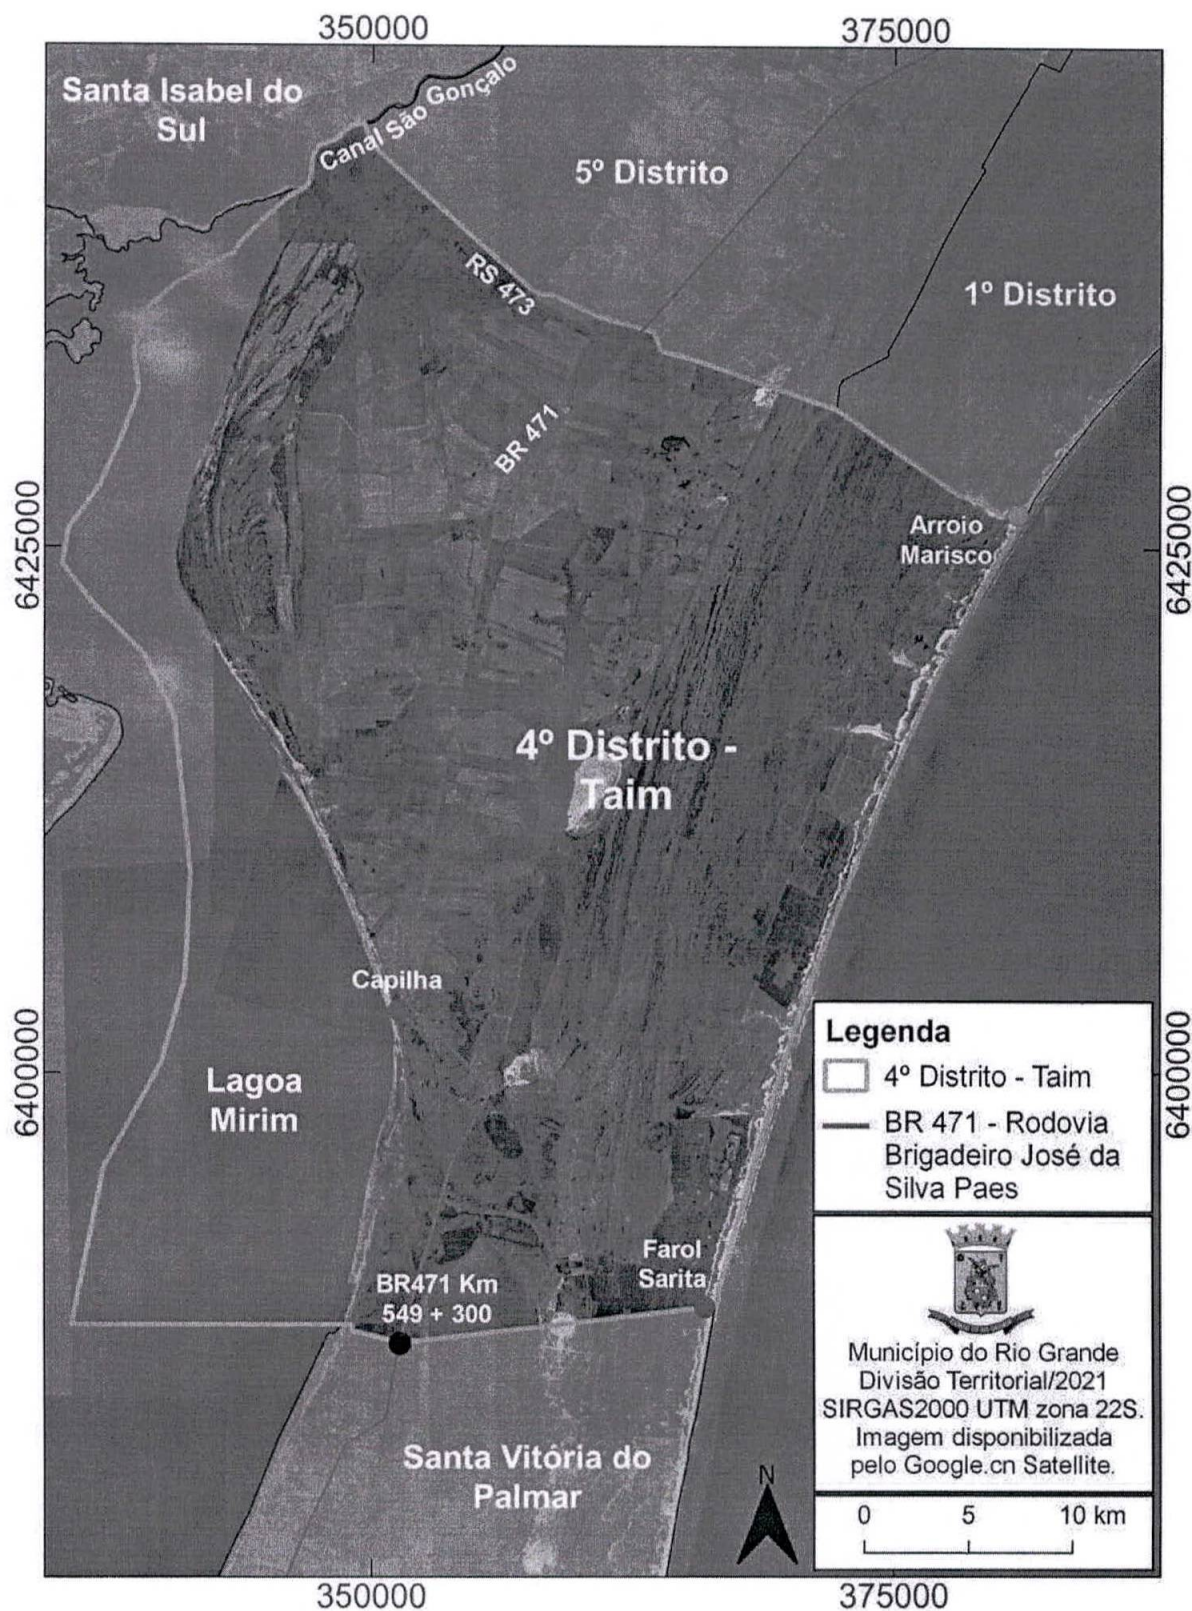 350000
375000
Santa Isabel do
Sul
Canal São Gonçalo
5º Distrito
RS 473
1º Distrito
BR 471
6425000
6425000
Arroio
Marisco
4º Distrito -
Taim
Capilha
6400000
6400000
Lagoa
Mirim
Legenda
4º Distrito - Taim
BR 471 - Rodovia
Brigadeiro José da
Silva Paes
Farol
Sarita
BR471 Km
549 + 300
Município do Rio Grande
Divisão Territorial/2021
SIRGAS2000 UTM zona 22S.
Imagem disponibilizada
pelo Google.cn Satellite.
Santa Vitória do
Palmar
N
0 5 10 km
350000
375000